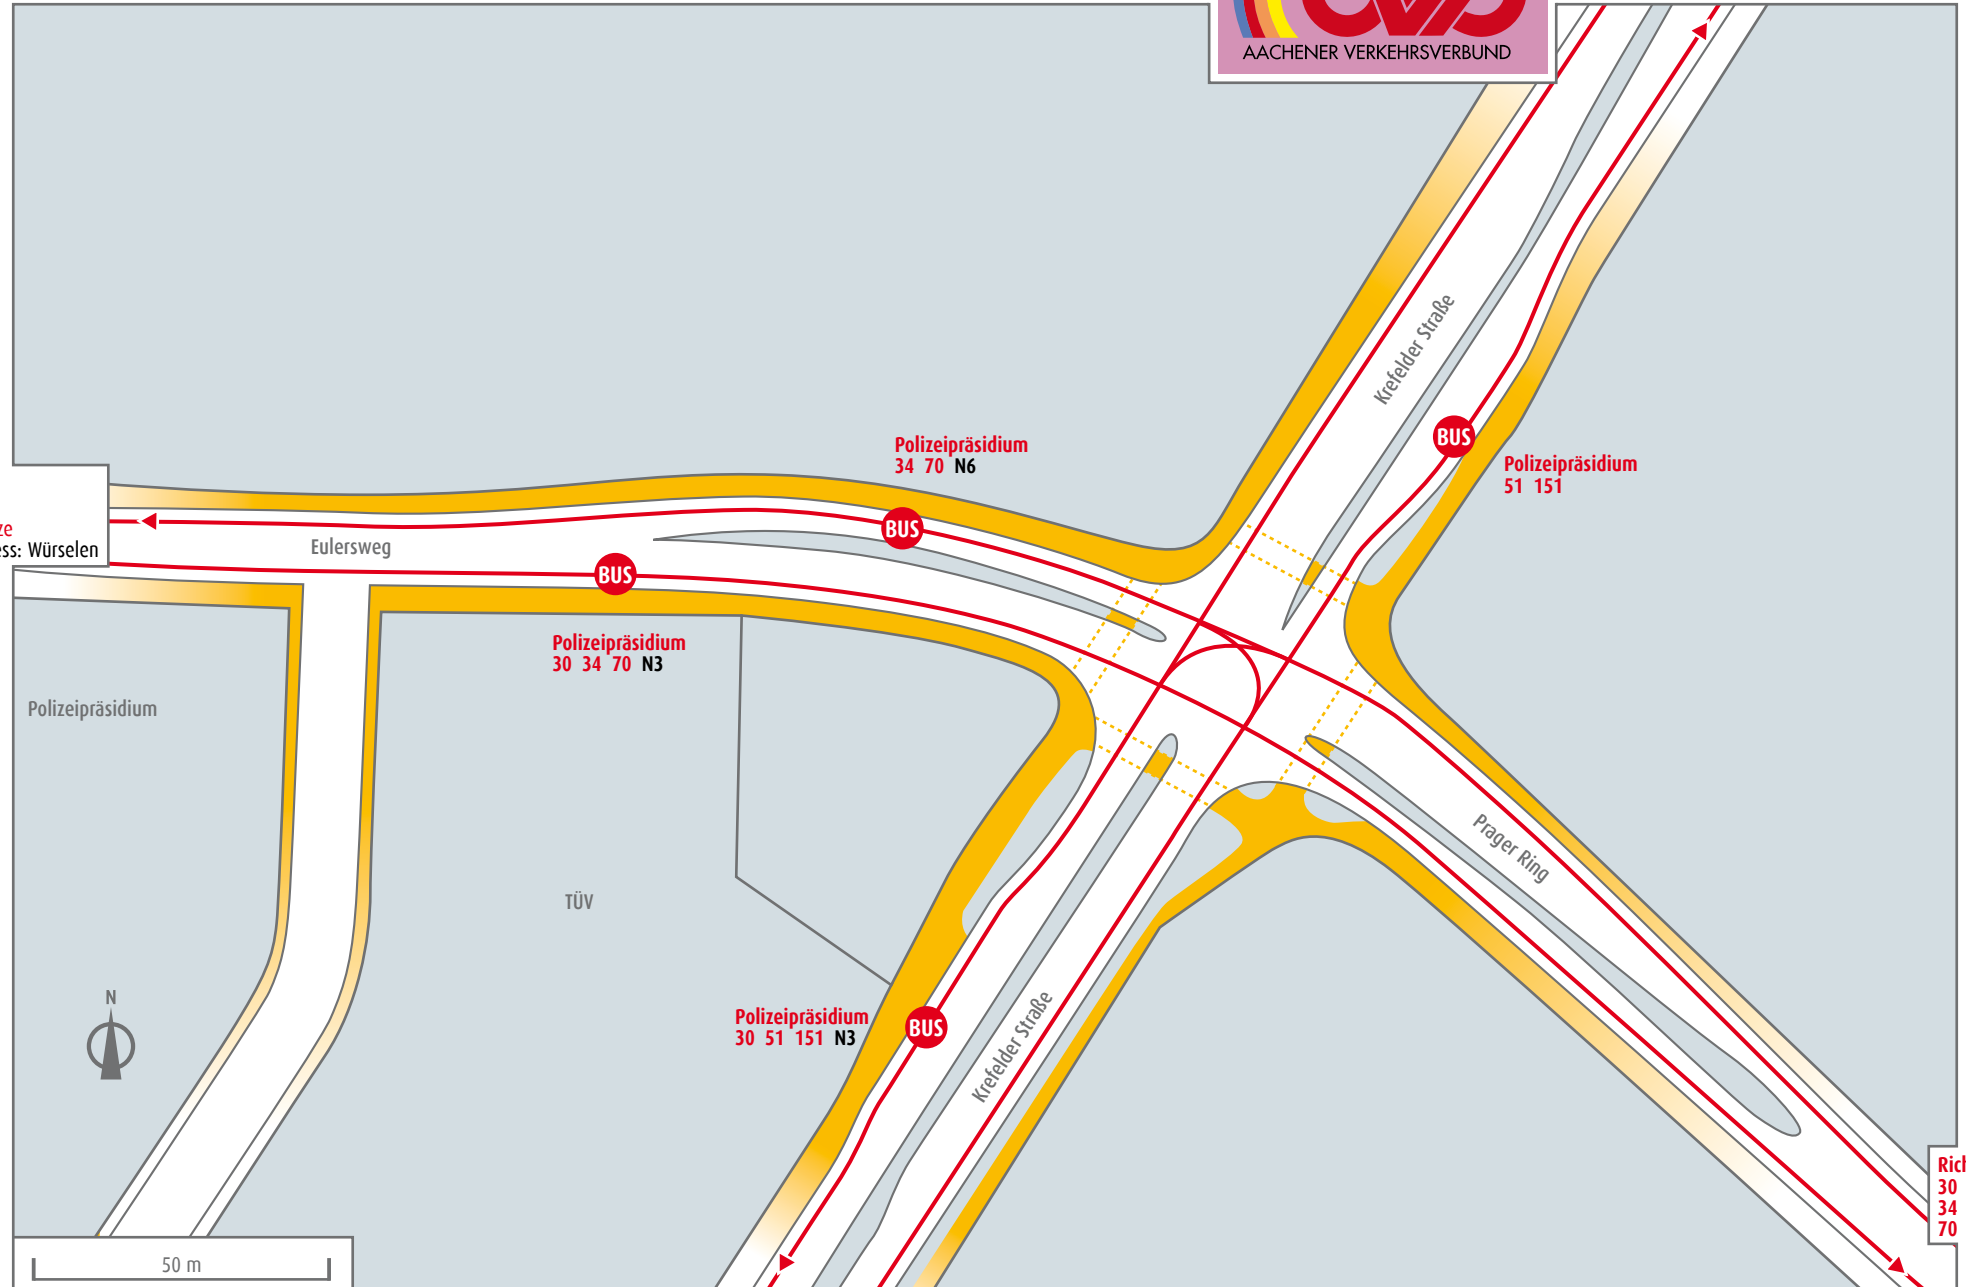 AACHENER VERKEHRSVERBUND
Krefelder Straße
Polizeipräsidium
34 70 N6
BUS
Polizeipräsidium
51 151
BUS
: Würselen
Eulersweg
BUS
Polizeipräsidium
30 34 70 N3
Polizeipräsidium
TÜV
Prager Ring
N
Polizeipräsidium
30 51 151 N3
BUS
Krefelder Straße
30
34
70
50 m